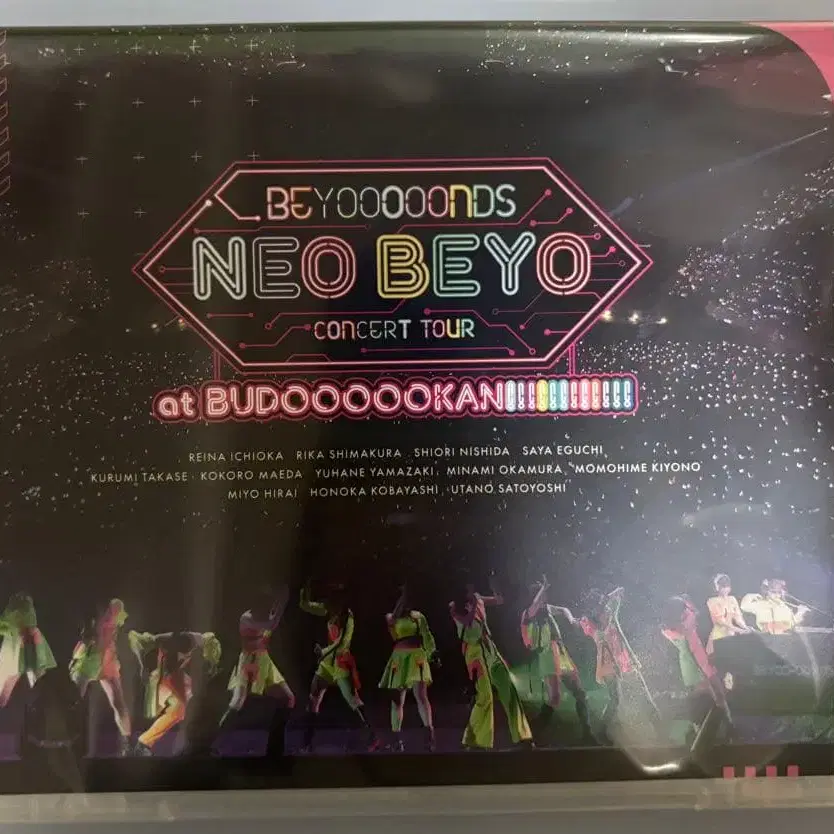 BEYOOOOONDS
NEO BEYO
CONCERT TOUR
at BUDOOOOOKAN!!!!!!!!!!!!
REINA ICHIOKA RIKA SHIMAKURA SHIORI NISHIDA SAYA EGUCHI
KURUMI TAKASE KOKORO MAEDA YUHANE YAMAZAKI MINAMI OKAMURA MOMOHIME KIYONO
MIYO HIRAI HONOKA KOBAYASHI UTANO SATOYOSHI